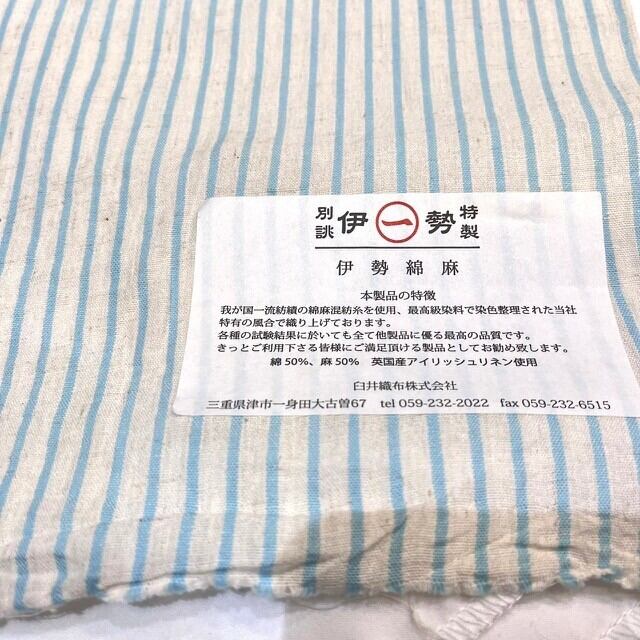 別誂 伊 一 勢 特製
伊勢綿麻
本製品の特徴
我が国一流紡績の綿麻混紡糸を使用、最高級染料で染色整理された当社
特有の風合で織り上げております。
各種の試験結果に於いても全て他製品に優る最高の品質です。
きっとご利用下さる皆様にご満足頂ける製品としてお勧め致します。
綿50%、麻50% 英国産アイリッシュリネン使用
臼井織布株式会社
三重県津市一身田大古曽67 tel 059-232-2022 fax 059-232-6515